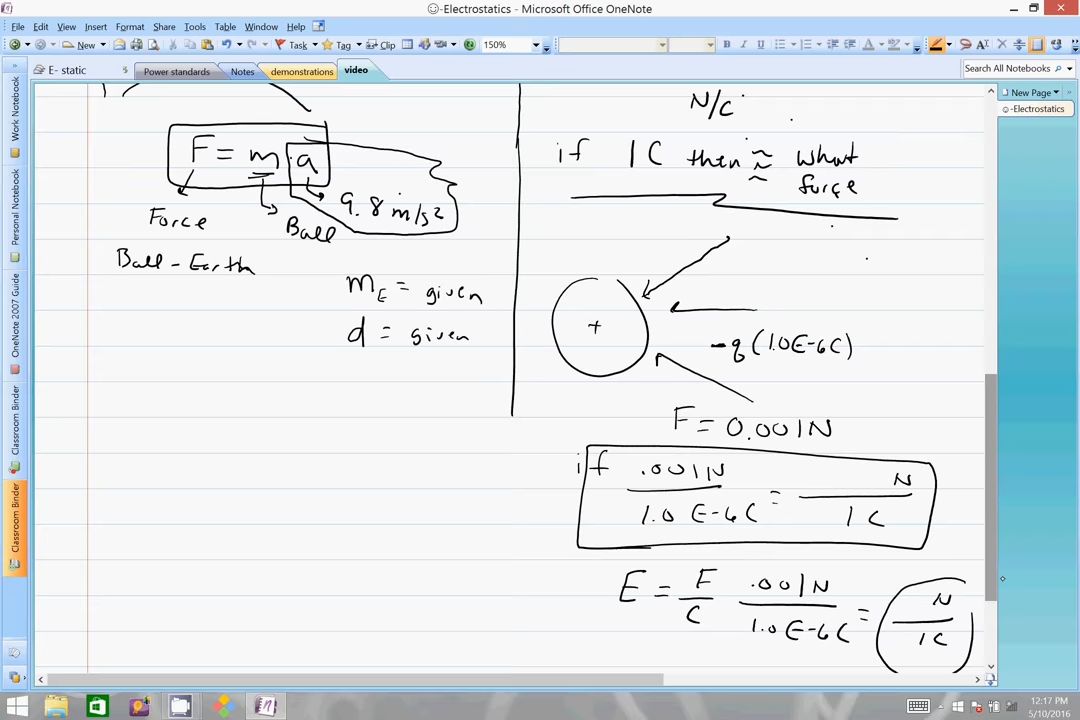 -Electrostatics - Microsoft Office OneNote
File Edit View Insert Format Share Tools Table Window Help
New Task Tag Clip 150%
E- static Power standards Notes demonstrations video Search All Notebooks
New Page
-Electrostatics
Work Notebook
Personal Notebook
OneNote 2007 Guide
Classroom Binder
Classroom Binder
F = m a
9.8 m/s²
Force
Ball
Ball - Earth
mE = given
d = given
N/C
if 1C then ≈ what
≈ force
+
-q (1.0E-6C)
F = 0.001N
if .001N / 1.0 E-6C = N / 1C
E = F / C .001N / 1.0E-6C = N / 1C
12:17 PM
5/10/2016